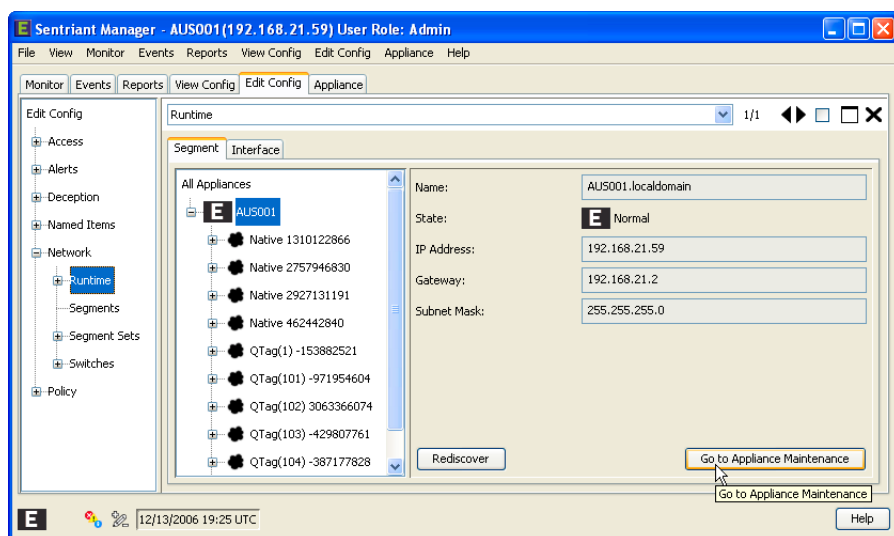 E Sentriant Manager - AUS001(192.168.21.59) User Role: Admin
File View Monitor Events Reports View Config Edit Config Appliance Help
Monitor Events Reports View Config Edit Config Appliance
Edit Config
Access
Alerts
Deception
Named Items
Network
Runtime
Segments
Segment Sets
Switches
Policy
Runtime 1/1
Segment Interface
All Appliances
E AUS001
Native 1310122866
Native 2757946830
Native 2927131191
Native 462442840
QTag(1) -153882521
QTag(101) -971954604
QTag(102) 3063366074
QTag(103) -429807761
QTag(104) -387177828
Name: AUS001.localdomain
State: E Normal
IP Address: 192.168.21.59
Gateway: 192.168.21.2
Subnet Mask: 255.255.255.0
Rediscover Go to Appliance Maintenance
Go to Appliance Maintenance
E 12/13/2006 19:25 UTC Help